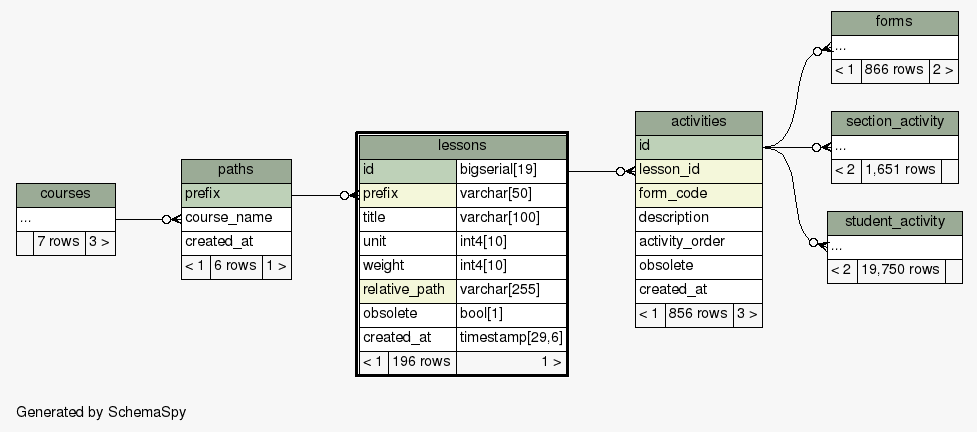 courses
...
7 rows 3 >
paths
prefix
course_name
created_at
< 1 6 rows 1 >
lessons
id bigserial[19]
prefix varchar[50]
title varchar[100]
unit int4[10]
weight int4[10]
relative_path varchar[255]
obsolete bool[1]
created_at timestamp[29,6]
< 1 196 rows 1 >
activities
id
lesson_id
form_code
description
activity_order
obsolete
created_at
< 1 856 rows 3 >
forms
...
< 1 866 rows 2 >
section_activity
...
< 2 1,651 rows
student_activity
...
< 2 19,750 rows
Generated by SchemaSpy